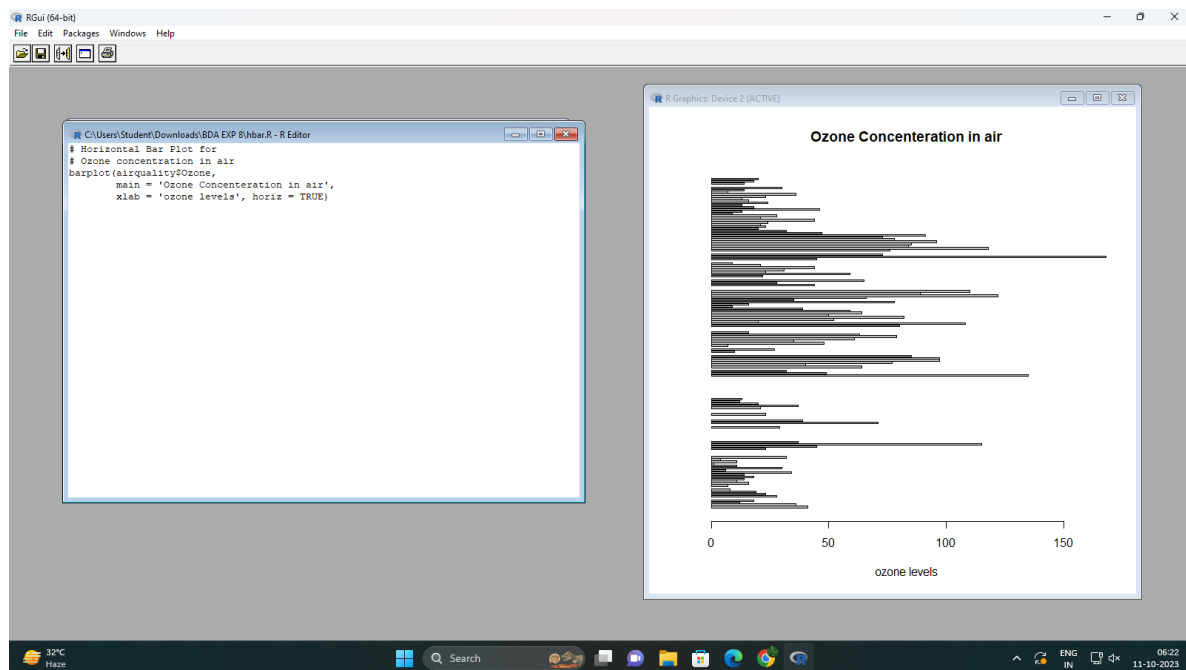 RGui (64-bit)
File Edit Packages Windows Help
R Graphics: Device 2 (ACTIVE)
C:\Users\Student\Downloads\BDA EXP 8\hbar.R - R Editor
# Horizontal Bar Plot for
# Ozone concentration in air
barplot(airquality$Ozone,
        main = 'Ozone Concenteration in air',
        xlab = 'ozone levels', horiz = TRUE)
Ozone Concenteration in air
0 50 100 150
ozone levels
32°C
Haze
Search
ENG
IN
06:22
11-10-2023